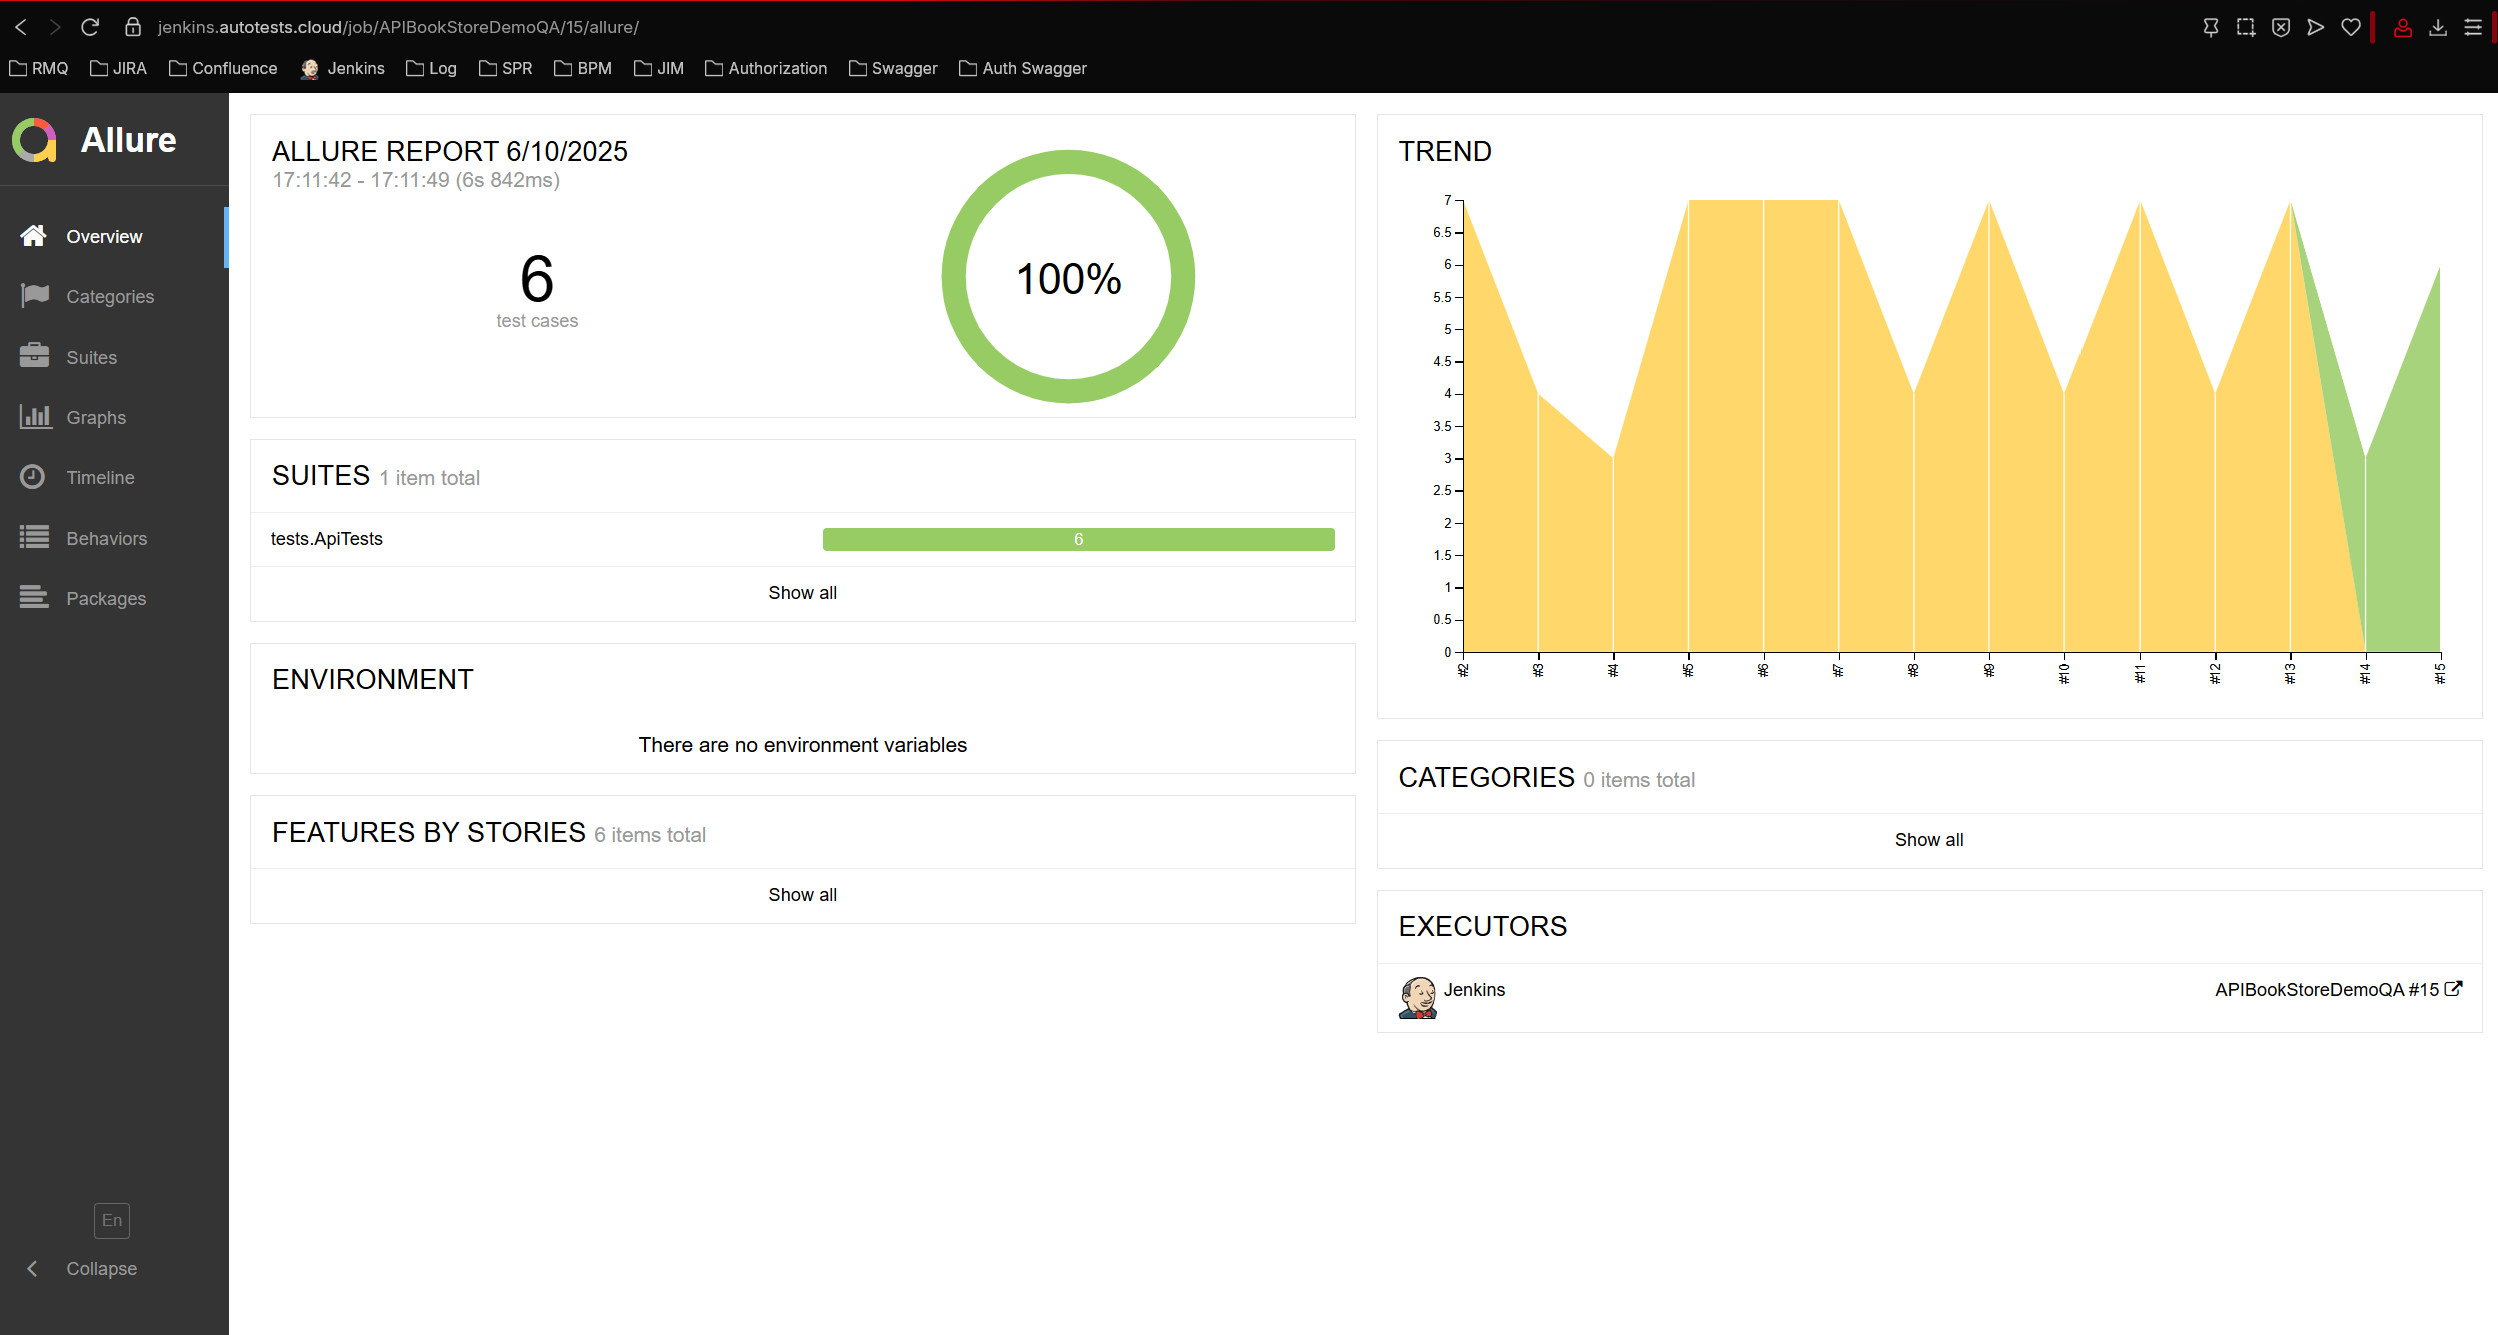 jenkins.autotests.cloud/job/APIBookStoreDemoQA/15/allure/
RMQ JIRA Confluence Jenkins Log SPR BPM JIM Authorization Swagger Auth Swagger
Allure
Overview
Categories
Suites
Graphs
Timeline
Behaviors
Packages
En
Collapse
ALLURE REPORT 6/10/2025
17:11:42 - 17:11:49 (6s 842ms)
6
test cases
100%
SUITES 1 item total
tests.ApiTests 6
Show all
ENVIRONMENT
There are no environment variables
FEATURES BY STORIES 6 items total
Show all
TREND
7
6.5
6
5.5
5
4.5
4
3.5
3
2.5
2
1.5
1
0.5
0
#2 #3 #4 #5 #6 #7 #8 #9 #10 #11 #12 #13 #14 #15
CATEGORIES 0 items total
Show all
EXECUTORS
Jenkins APIBookStoreDemoQA #15